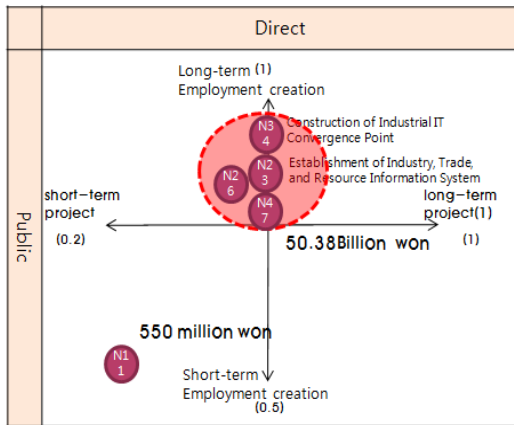 Direct
Public
Long-term (1)
Employment creation
N3
4
Construction of Industrial IT
Convergence Point
N2
3
Establishment of Industry, Trade,
and Resource Information System
N2
6
N4
7
short-term
project
(0.2)
long-term
project(1)
(1)
50.38Billion won
550 million won
N1
1
Short-term
Employment creation
(0.5)